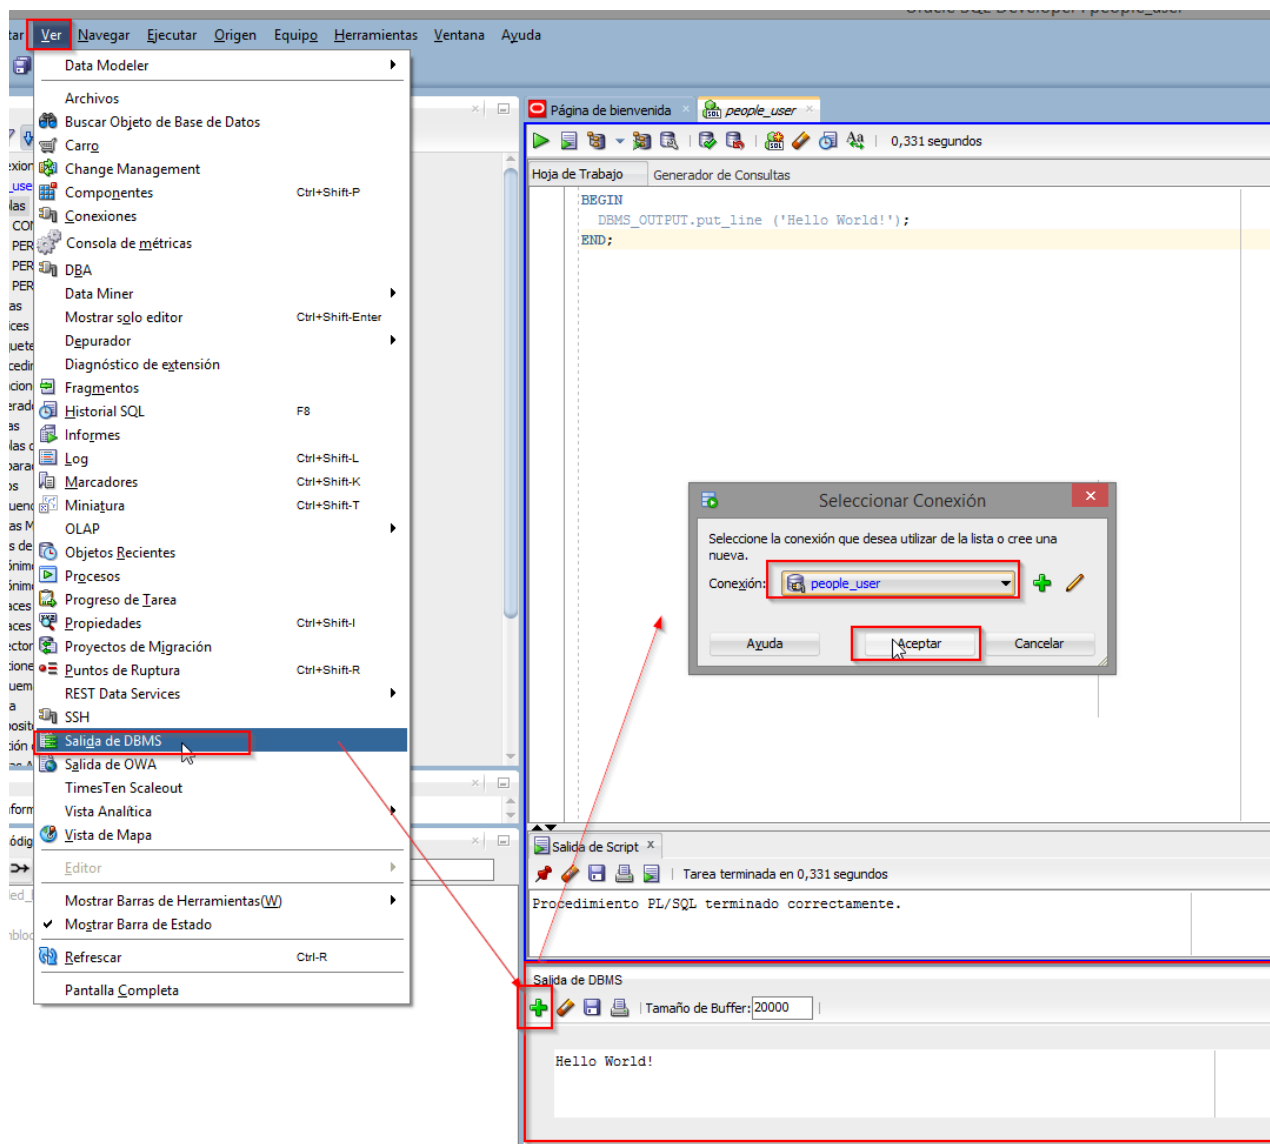 Ver Navegar Ejecutar Origen Equipo Herramientas Ventana Ayuda
Data Modeler
Archivos
Buscar Objeto de Base de Datos
Carro
Change Management
Componentes Ctrl+Shift-P
Conexiones
Consola de métricas
DBA
Data Miner
Mostrar solo editor Ctrl+Shift-Enter
Depurador
Diagnóstico de extensión
Fragmentos
Historial SQL F8
Informes
Log Ctrl+Shift-L
Marcadores Ctrl+Shift-K
Miniatura Ctrl+Shift-T
OLAP
Objetos Recientes
Procesos
Progreso de Tarea
Propiedades Ctrl+Shift-I
Proyectos de Migración
Puntos de Ruptura Ctrl+Shift-R
REST Data Services
SSH
Salida de DBMS
Salida de OWA
TimesTen Scaleout
Vista Analítica
Vista de Mapa
Editor
Mostrar Barras de Herramientas(W)
Mostrar Barra de Estado
Refrescar Ctrl-R
Pantalla Completa
Página de bienvenida people_user
0,331 segundos
Hoja de Trabajo Generador de Consultas
BEGIN
DBMS_OUTPUT.put_line ('Hello World!');
END;
Seleccionar Conexión
Seleccione la conexión que desea utilizar de la lista o cree una
nueva.
Conexión: people_user
Ayuda Aceptar Cancelar
Salida de Script
Tarea terminada en 0,331 segundos
Procedimiento PL/SQL terminado correctamente.
Salida de DBMS
Tamaño de Buffer: 20000
Hello World!